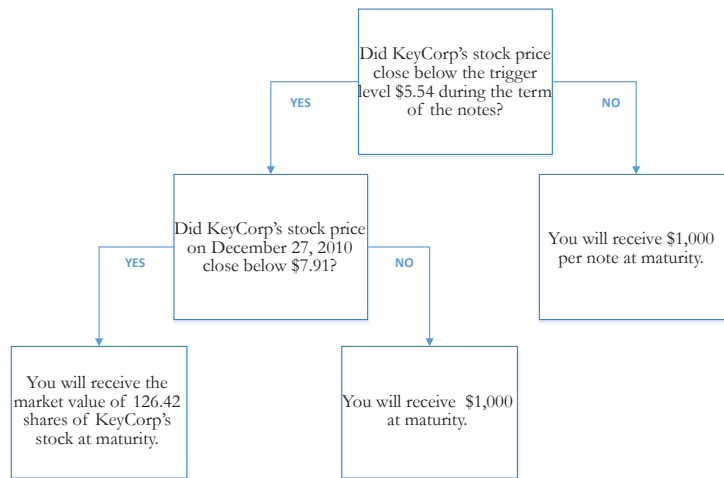 Did KeyCorp's stock price
close below the trigger
level $5.54 during the term
of the notes?
YES
NO
Did KeyCorp's stock price
on December 27, 2010
close below $7.91?
You will receive $1,000
per note at maturity.
YES
NO
You will receive the
market value of 126.42
shares of KeyCorp's
stock at maturity.
You will receive $1,000
at maturity.